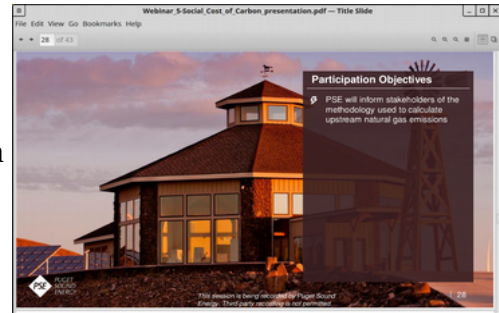 Webinar_5-Social_Cost_of_Carbon_presentation.pdf — Title Slide
File Edit View Go Bookmarks Help
28 of 43
Participation Objectives
PSE will inform stakeholders of the
methodology used to calculate
upstream natural gas emissions
PSE
PUGET
SOUND
ENERGY
This session is being recorded by Puget Sound
Energy. Third-party recording is not permitted.
28